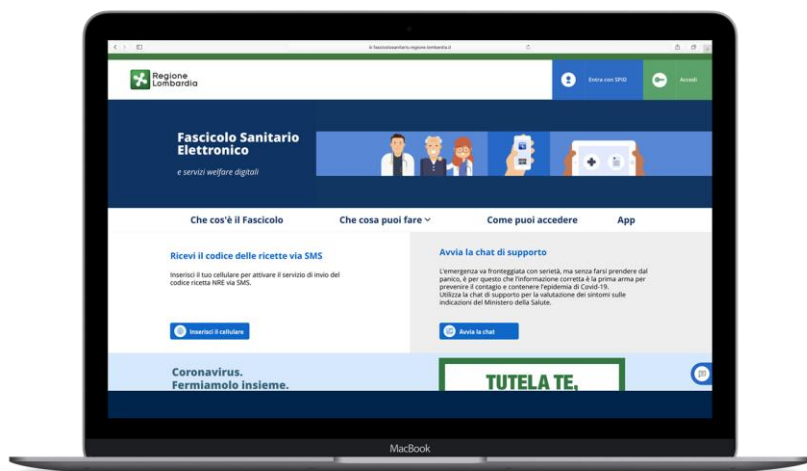 fascicolosanitario.regione.lombardia.it
Regione
Lombardia
Entra con SPID
Accedi
Fascicolo Sanitario
Elettronico
e servizi welfare digitali
Che cos'è il Fascicolo
Che cosa puoi fare
Come puoi accedere
App
Ricevi il codice delle ricette via SMS
Inserisci il tuo cellulare per attivare il servizio di invio del
codice ricetta NRE via SMS.
Inserisci il cellulare
Avvia la chat di supporto
L'emergenza va fronteggiata con serietà, ma senza farsi prendere dal
panico, è per questo che l'informazione corretta è la prima arma per
prevenire il contagio e contenere l'epidemia di Covid-19.
Utilizza la chat di supporto per la valutazione dei sintomi sulle
indicazioni del Ministero della Salute.
Avvia la chat
Coronavirus.
Fermiamolo insieme.
TUTELA TE,
MacBook